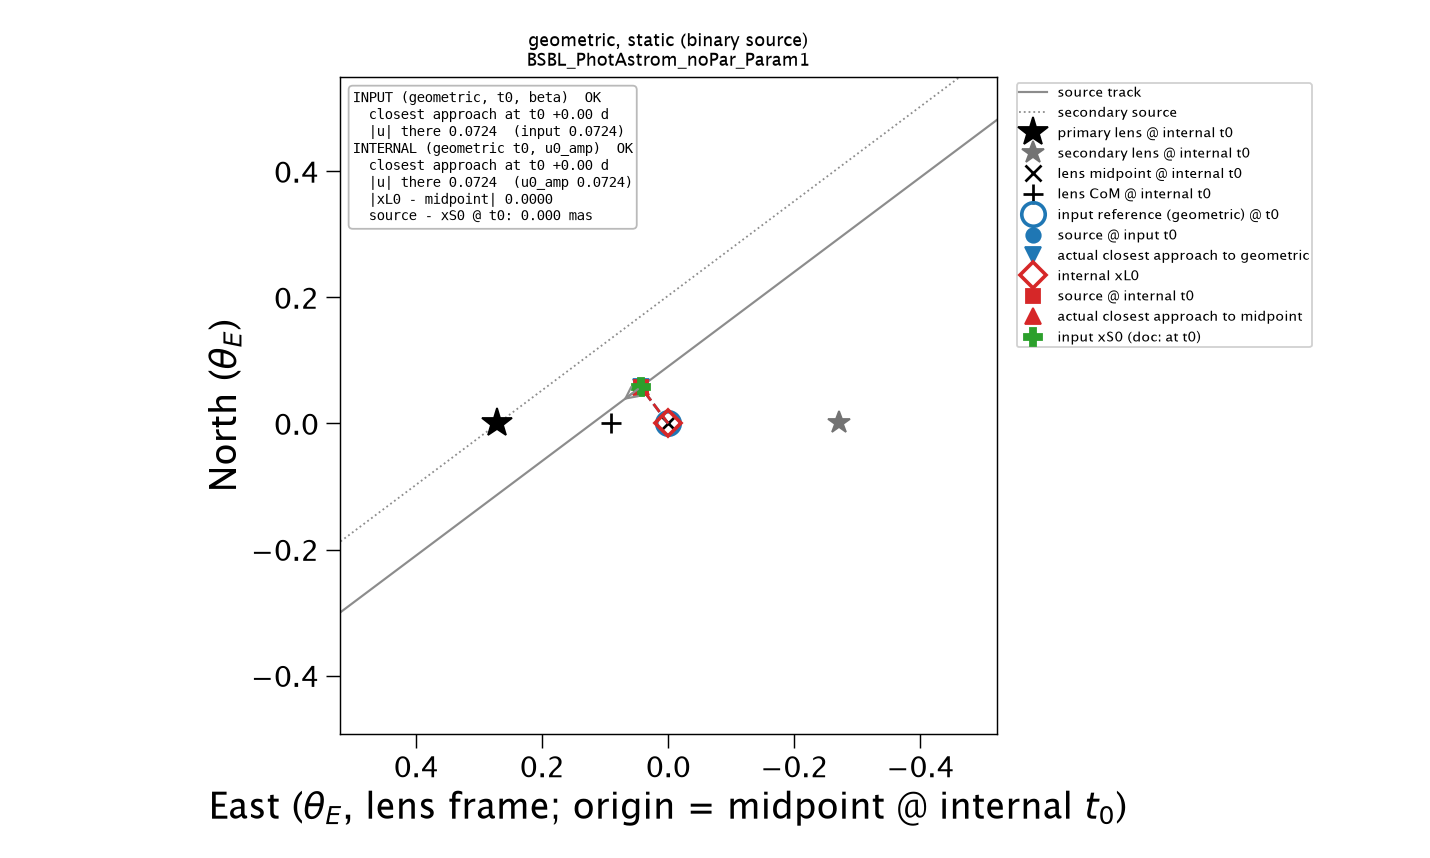 geometric, static (binary source)
BSBL_PhotAstrom_noPar_Param1
INPUT (geometric, t0, beta)  OK
closest approach at t0 +0.00 d
|u| there 0.0724  (input 0.0724)
INTERNAL (geometric t0, u0_amp)  OK
closest approach at t0 +0.00 d
|u| there 0.0724  (u0_amp 0.0724)
|xL0 - midpoint| 0.0000
source - xS0 @ t0: 0.000 mas
source track
secondary source
primary lens @ internal t0
secondary lens @ internal t0
lens midpoint @ internal t0
lens CoM @ internal t0
input reference (geometric) @ t0
source @ input t0
actual closest approach to geometric
internal xL0
source @ internal t0
actual closest approach to midpoint
input xS0 (doc: at t0)
North (θ_E)
0.4
0.2
0.0
−0.2
−0.4
0.4 0.2 0.0 −0.2 −0.4
East (θ_E, lens frame; origin = midpoint @ internal t_0)